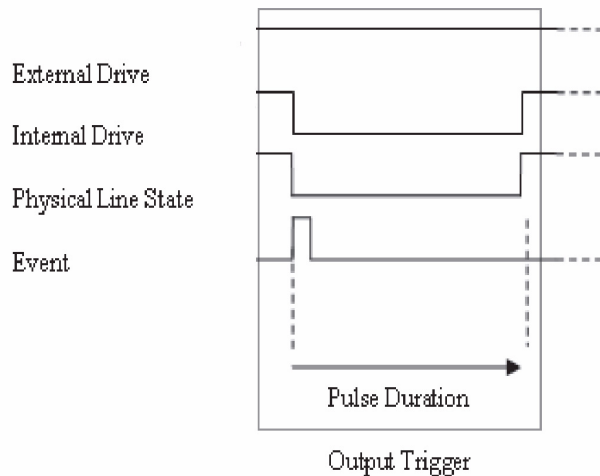 External Drive
Internal Drive
Physical Line State
Event
Pulse Duration
Output Trigger